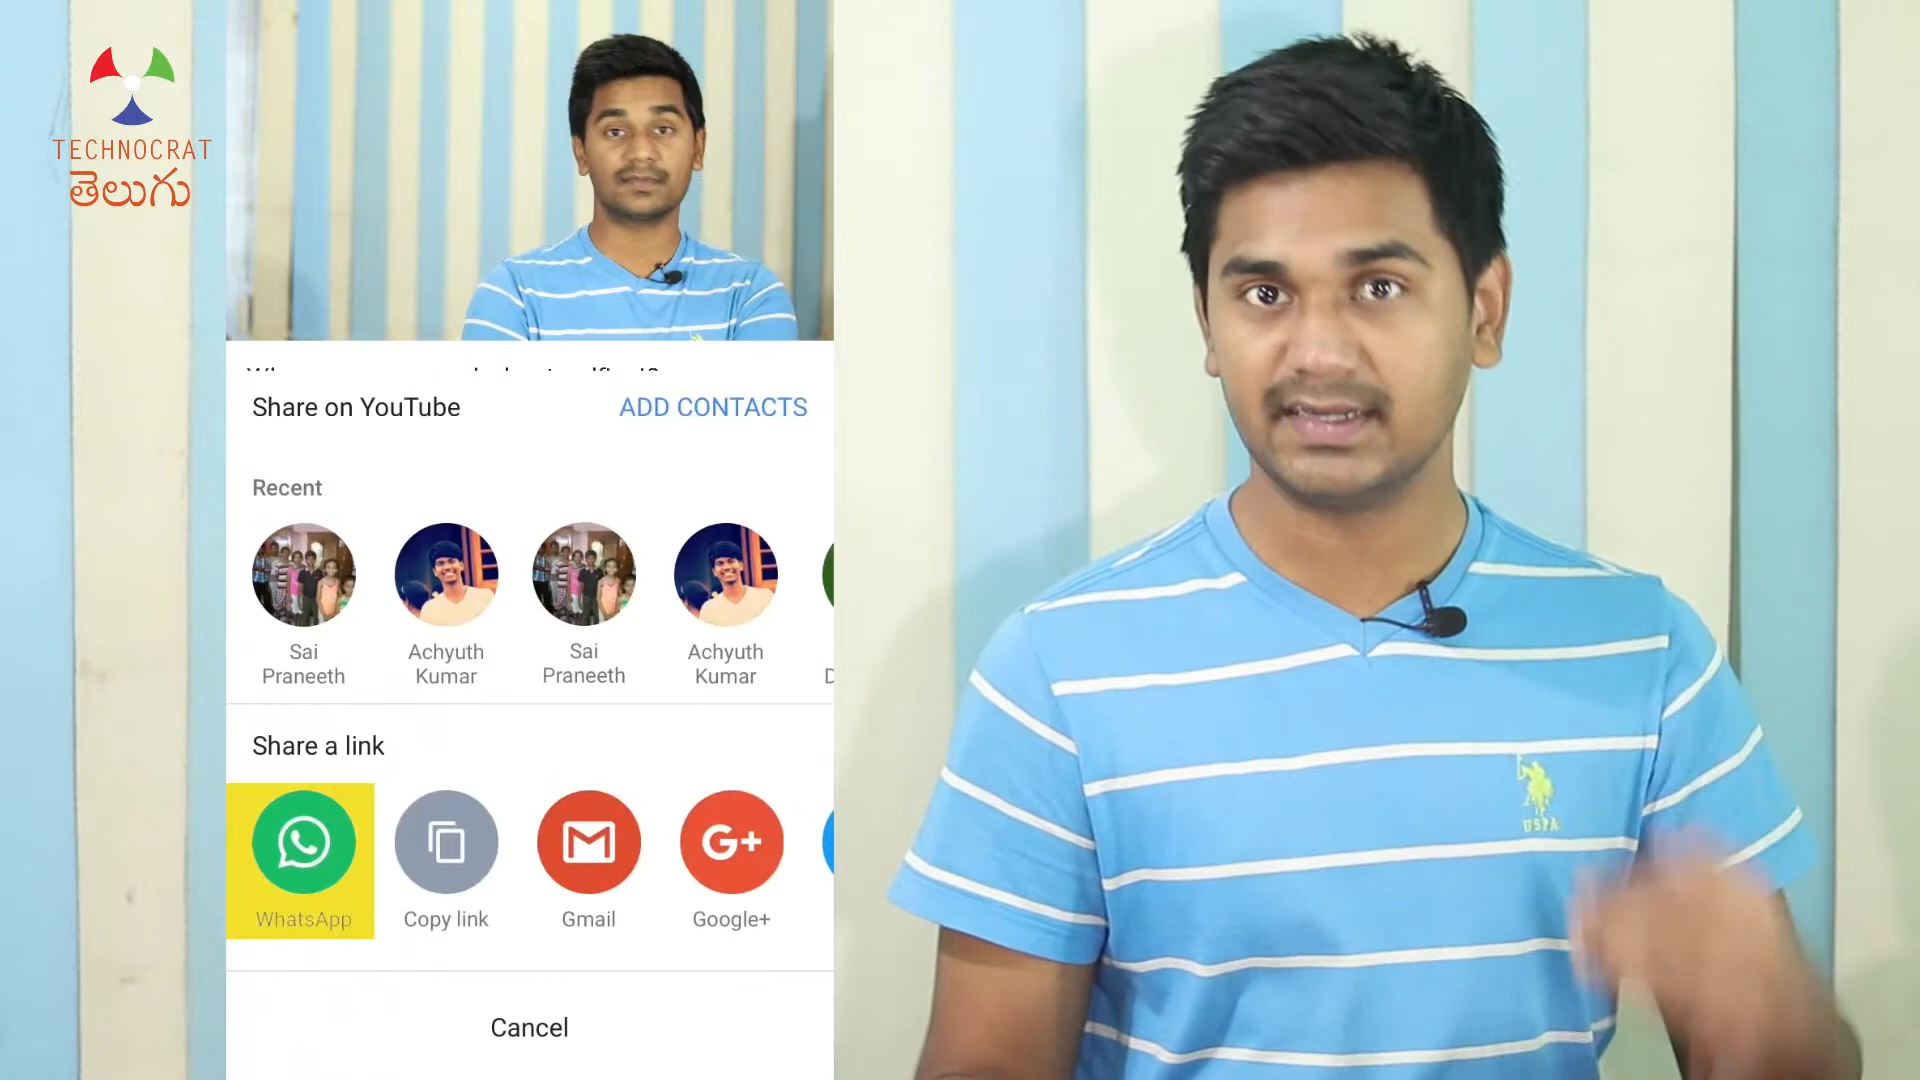 TECHNOCRAT
తెలుగు
Share on YouTube
ADD CONTACTS
Recent
Sai
Praneeth
Achyuth
Kumar
Sai
Praneeth
Achyuth
Kumar
Share a link
WhatsApp
Copy link
Gmail
G+
Google+
Cancel
USPA